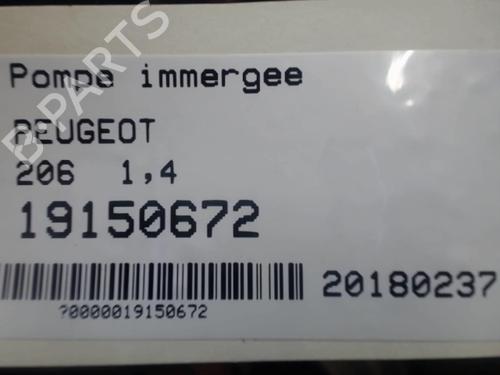 B-PARTS
Pompe immergee
PEUGEOT
206 1,4
19150672
20180237
?0000019150672